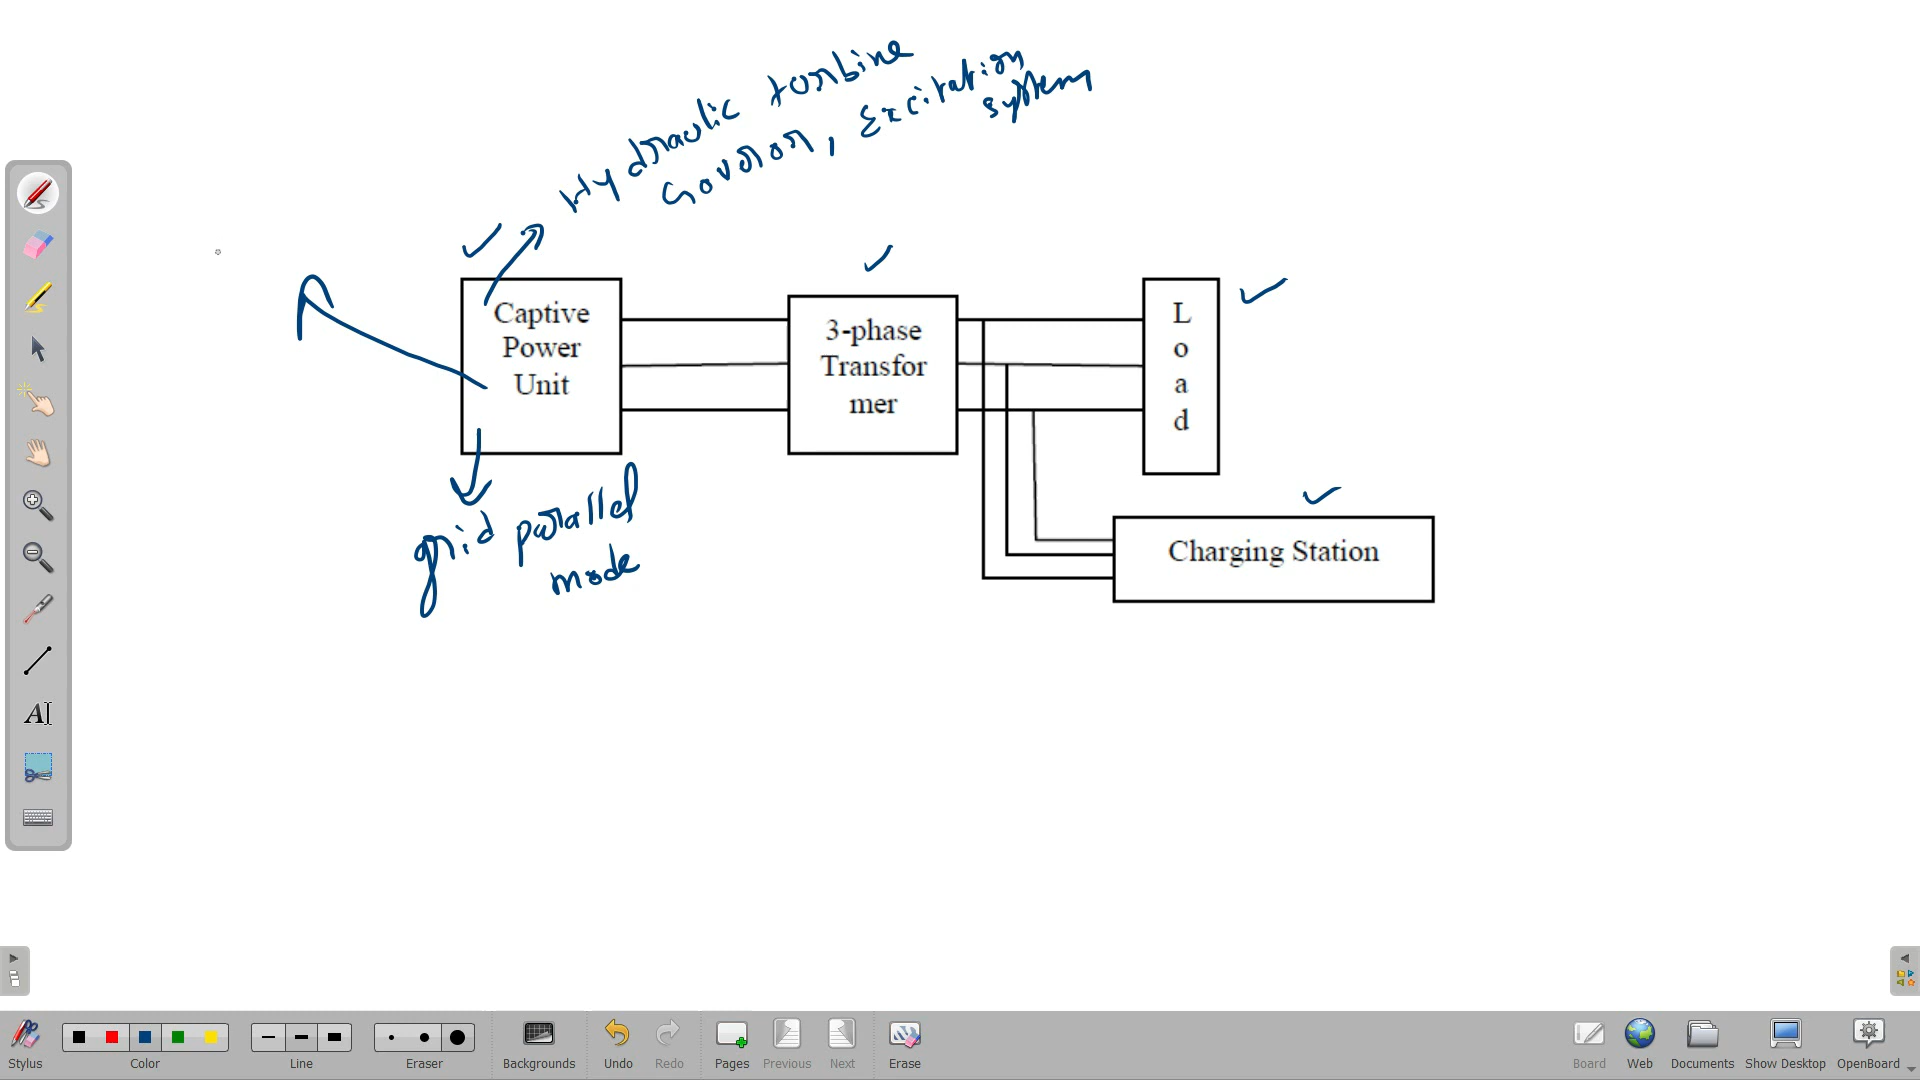 Hydraulic turbine
Governor, Excitation
system
Captive
Power
Unit
3-phase
Transfor
mer
L
o
a
d
grid parallel
mode
Charging Station
Stylus
Color
Line
Eraser
Backgrounds
Undo
Redo
Pages
Previous
Next
Erase
Board
Web
Documents
Show Desktop
OpenBoard